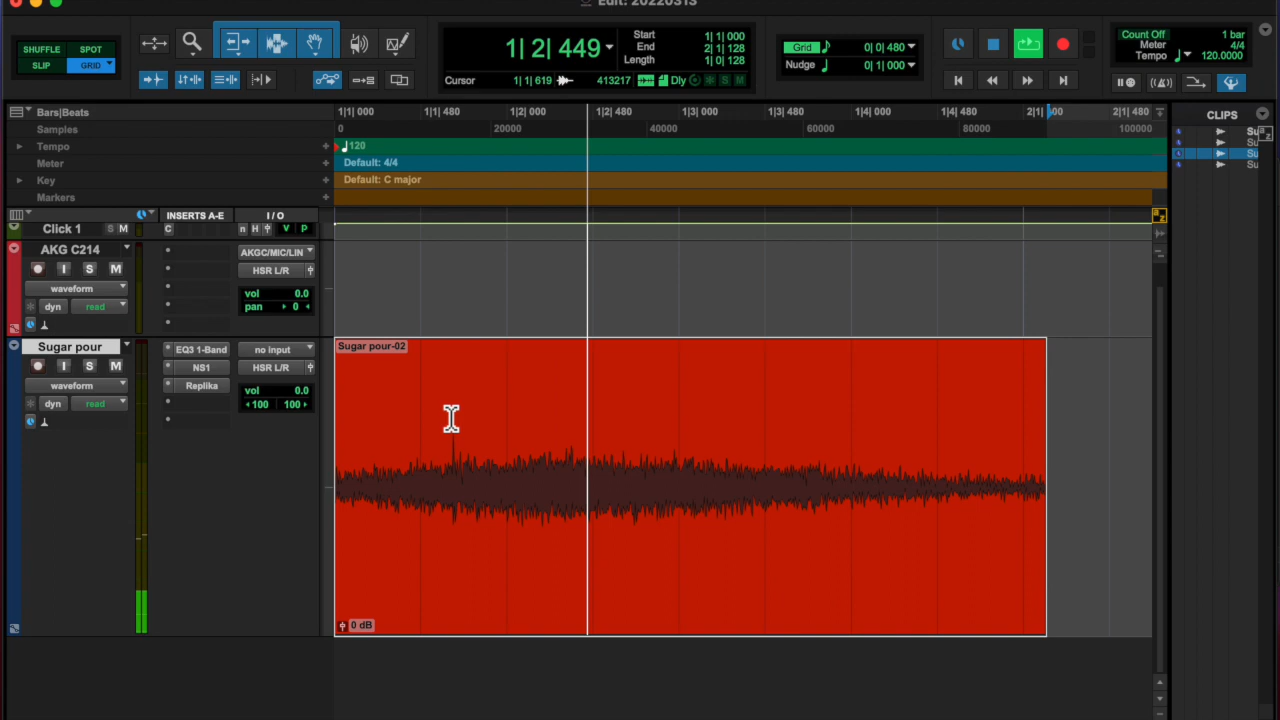 Edit: 20220313
SHUFFLE SPOT
SLIP GRID
1| 2| 449
Start 1| 1| 000
End 2| 1| 128
Length 1| 0| 128
Cursor 1| 1| 619 413217 Dly S M
Grid 0| 0| 480
Nudge 0| 1| 000
Count Off 1 bar
Meter 4/4
Tempo 120.0000
Bars|Beats 1|1| 000 1|1| 480 1|2| 000 1|2| 480 1|3| 000 1|3| 480 1|4| 000 1|4| 480 2|1| 00 2|1| 480
Samples 0 20000 40000 60000 80000 100000
Tempo 120
Meter Default: 4/4
Key Default: C major
Markers
CLIPS
Su
Su
Su
Su
a z
INSERTS A-E I / O
a z
Click 1 S M C n H V P
AKG C214
AKGC/MIC/LIN
I S M
HSR L/R
waveform
vol 0.0
dyn read
pan 0
Sugar pour
EQ3 1-Band no input
Sugar pour-02
I S M
NS1 HSR L/R
waveform
Replika
vol 0.0
dyn read
100 100
0 dB